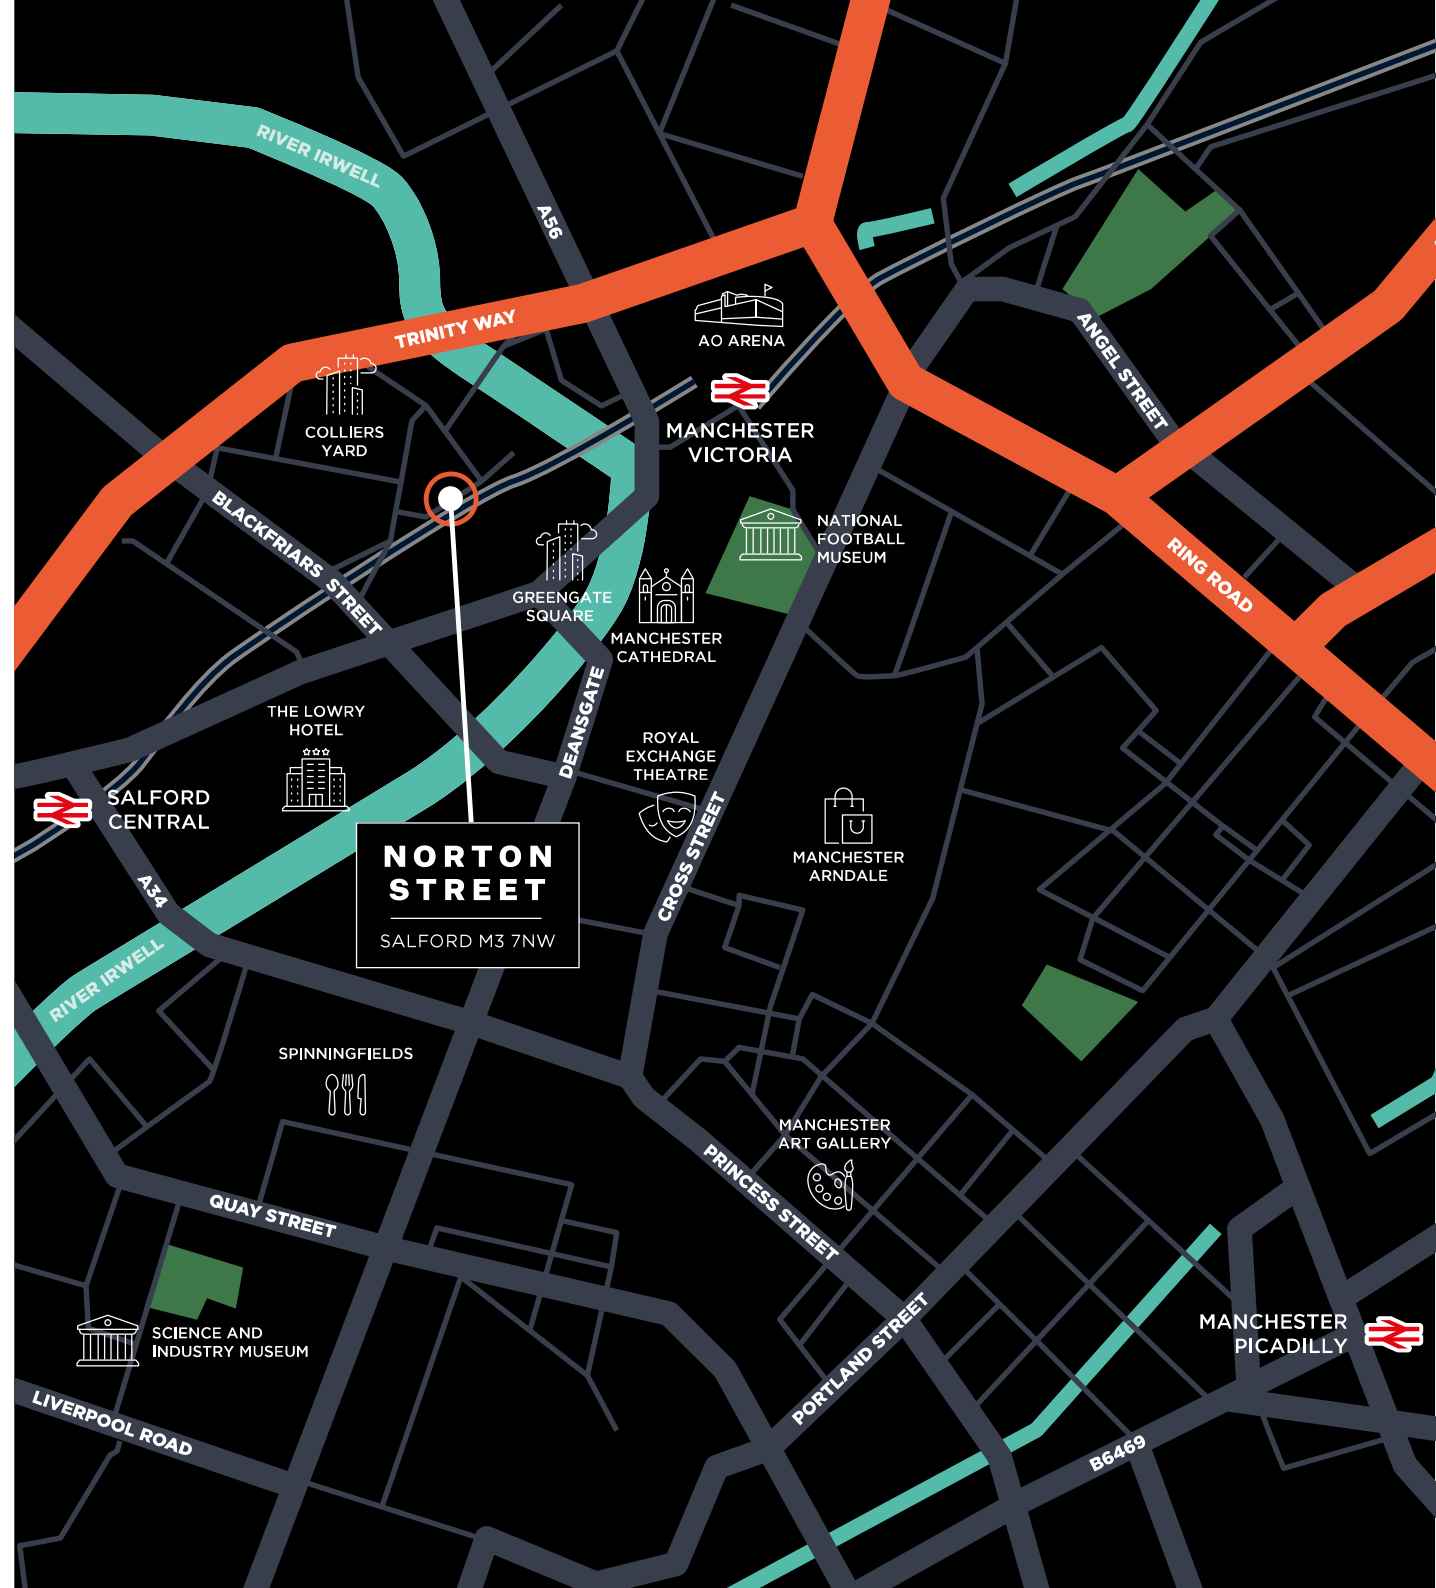 RIVER IRWELL
A56
TRINITY WAY
AO ARENA
ANGEL STREET
COLLIERS
YARD
MANCHESTER
VICTORIA
BLACKFRIARS STREET
NATIONAL
FOOTBALL
MUSEUM
RING ROAD
GREENGATE
SQUARE
MANCHESTER
CATHEDRAL
DEANSGATE
THE LOWRY
HOTEL
ROYAL
EXCHANGE
THEATRE
SALFORD
CENTRAL
CROSS STREET
MANCHESTER
ARNDALE
NORTON
STREET
SALFORD M3 7NW
A34
RIVER IRWELL
SPINNINGFIELDS
MANCHESTER
ART GALLERY
PRINCESS STREET
QUAY STREET
SCIENCE AND
INDUSTRY MUSEUM
MANCHESTER
PICADILLY
PORTLAND STREET
LIVERPOOL ROAD
B6469